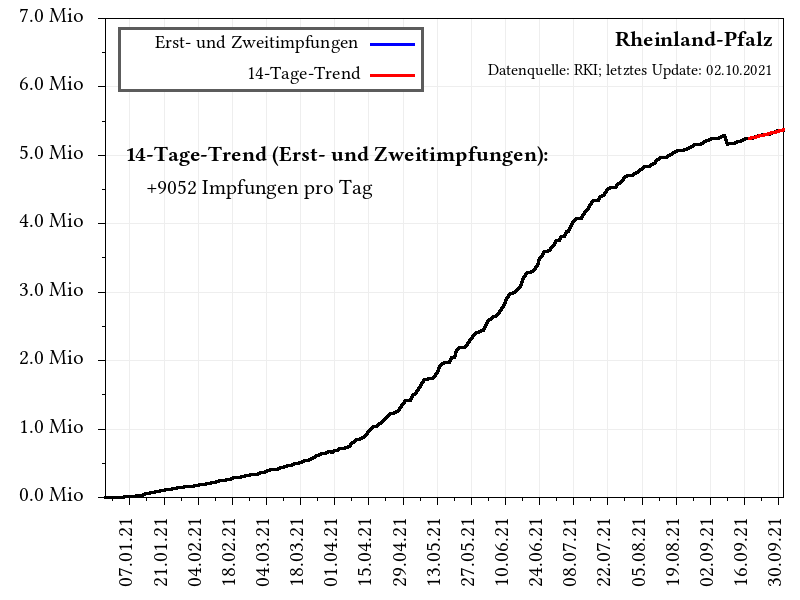 7.0 Mio
6.0 Mio
5.0 Mio
4.0 Mio
3.0 Mio
2.0 Mio
1.0 Mio
0.0 Mio
Erst- und Zweitimpfungen
14-Tage-Trend
Rheinland-Pfalz
Datenquelle: RKI; letztes Update: 02.10.2021
14-Tage-Trend (Erst- und Zweitimpfungen):
+9052 Impfungen pro Tag
07.01.21
21.01.21
04.02.21
18.02.21
04.03.21
18.03.21
01.04.21
15.04.21
29.04.21
13.05.21
27.05.21
10.06.21
24.06.21
08.07.21
22.07.21
05.08.21
19.08.21
02.09.21
16.09.21
30.09.21